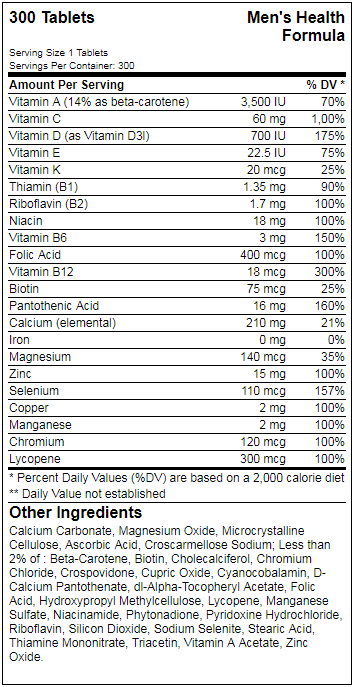 300 Tablets Men's Health
Formula
Serving Size 1 Tablets
Servings Per Container: 300
Amount Per Serving % DV *
Vitamin A (14% as beta-carotene) 3,500 IU 70%
Vitamin C 60 mg 1,00%
Vitamin D (as Vitamin D3l) 700 IU 175%
Vitamin E 22.5 IU 75%
Vitamin K 20 mcg 25%
Thiamin (B1) 1.35 mg 90%
Riboflavin (B2) 1.7 mg 100%
Niacin 18 mg 100%
Vitamin B6 3 mg 150%
Folic Acid 400 mcg 100%
Vitamin B12 18 mcg 300%
Biotin 75 mcg 25%
Pantothenic Acid 16 mg 160%
Calcium (elemental) 210 mg 21%
Iron 0 mg 0%
Magnesium 140 mcg 35%
Zinc 15 mg 100%
Selenium 110 mcg 157%
Copper 2 mg 100%
Manganese 2 mg 100%
Chromium 120 mcg 100%
Lycopene 300 mcg 100%
* Percent Daily Values (%DV) are based on a 2,000 calorie diet
** Daily Value not established
Other Ingredients
Calcium Carbonate, Magnesium Oxide, Microcrystalline
Cellulose, Ascorbic Acid, Croscarmellose Sodium; Less than
2% of : Beta-Carotene, Biotin, Cholecalciferol, Chromium
Chloride, Crospovidone, Cupric Oxide, Cyanocobalamin, D-
Calcium Pantothenate, dl-Alpha-Tocopheryl Acetate, Folic
Acid, Hydroxypropyl Methylcellulose, Lycopene, Manganese
Sulfate, Niacinamide, Phytonadione, Pyridoxine Hydrochloride,
Riboflavin, Silicon Dioxide, Sodium Selenite, Stearic Acid,
Thiamine Mononitrate, Triacetin, Vitamin A Acetate, Zinc
Oxide.